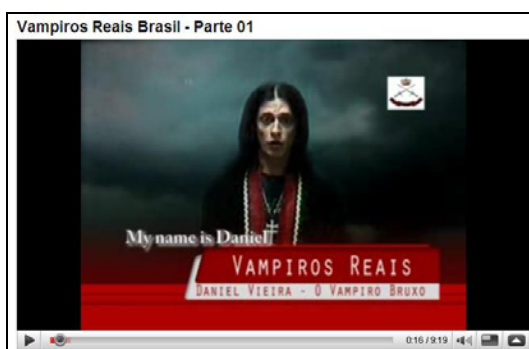 Vampiros Reais Brasil - Parte 01
My name is Daniel
VAMPIROS REAIS
DANIEL VIEIRA - O VAMPIRO BRUXO
0:16 / 9:19